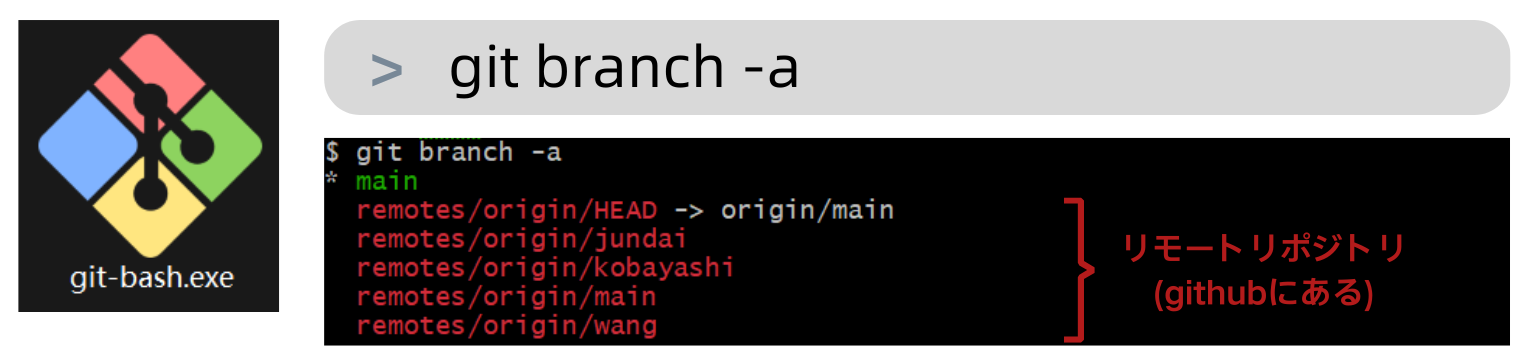 git-bash.exe
> git branch -a
$ git branch -a
* main
remotes/origin/HEAD -> origin/main
remotes/origin/jundai
remotes/origin/kobayashi
remotes/origin/main
remotes/origin/wang
リモートリポジトリ
(githubにある)